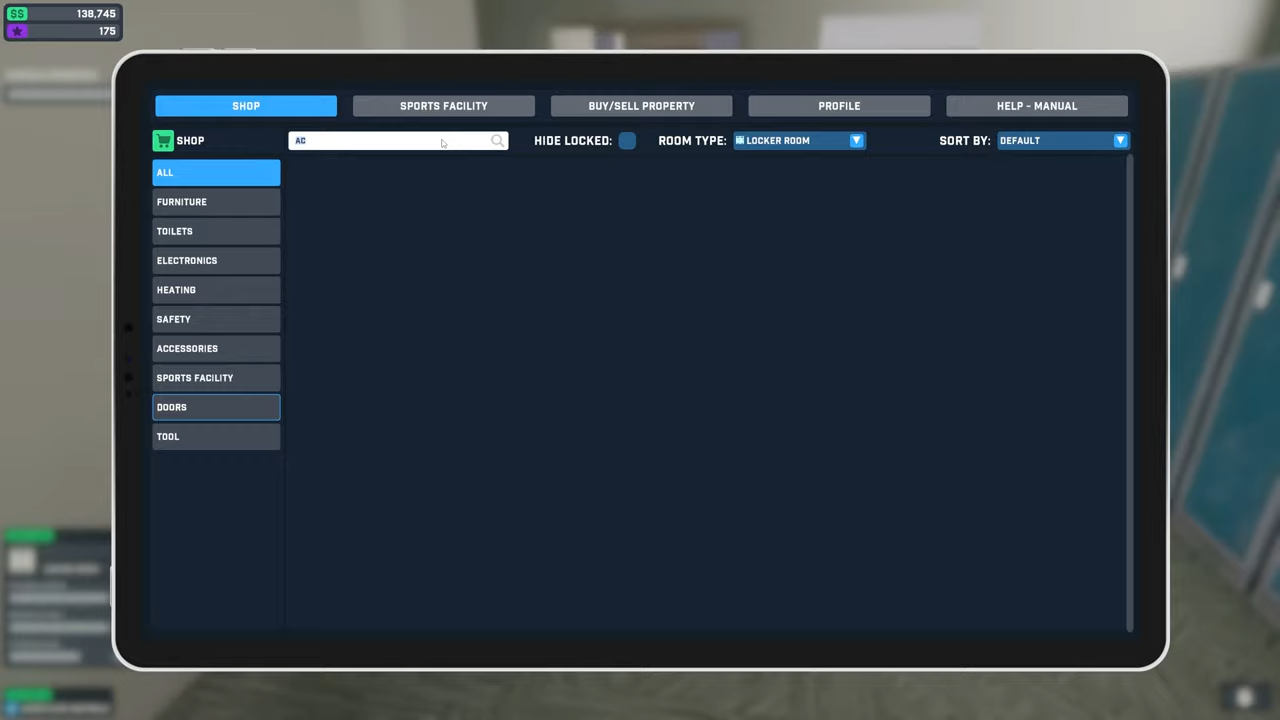 $$ 138,745
175
SHOP SPORTS FACILITY BUY/SELL PROPERTY PROFILE HELP - MANUAL
SHOP AC HIDE LOCKED: ROOM TYPE: LOCKER ROOM SORT BY: DEFAULT
ALL
FURNITURE
TOILETS
ELECTRONICS
HEATING
SAFETY
ACCESSORIES
SPORTS FACILITY
DOORS
TOOL